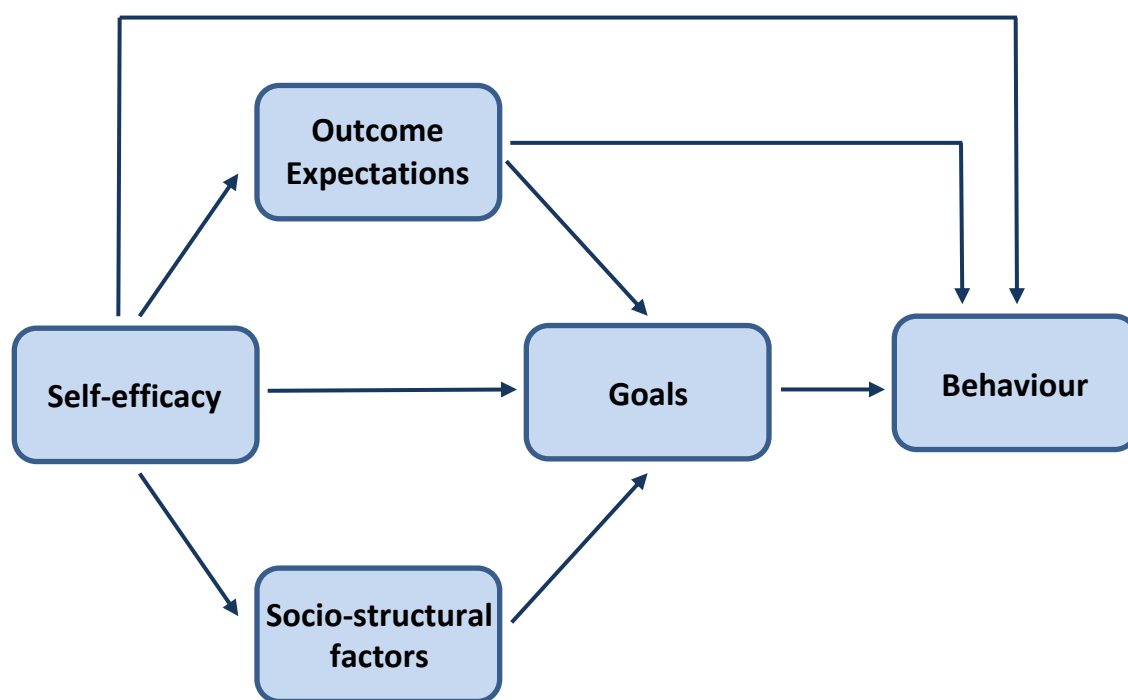 Outcome
Expectations
Self-efficacy
Goals
Behaviour
Socio-structural
factors